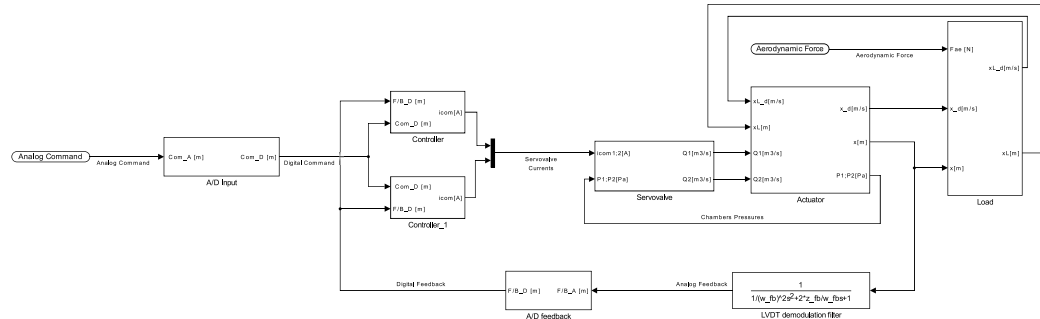 Aerodynamic Force
Aerodynamic Force
Fae [N]
xL_d[m/s]
x_d[m/s]
xL[m]
x[m]
Load
xL_d[m/s]
xL[m]
Q1[m3/s]
Q2[m3/s]
x_d[m/s]
x[m]
P1;P2[Pa]
Actuator
F/B_D [m]
Com_D [m]
icom[A]
Controller
Analog Command
Analog Command
Com_A [m]
Com_D [m]
A/D Input
Digital Command
Com_D [m]
F/B_D [m]
icom[A]
Controller_1
Servovalve
Currents
icom1;2[A]
P1;P2[Pa]
Q1[m3/s]
Q2[m3/s]
Servovalve
Chambers Pressures
Digital Feedback
F/B_D [m]
F/B_A [m]
A/D feedback
Analog Feedback
1
1/(w_fb)^2s²+2*z_fb/w_fbs+1
LVDT demodulation filter